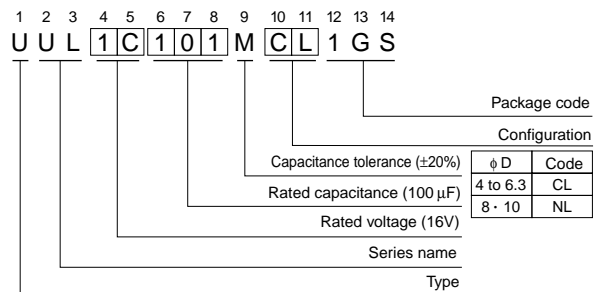 1 2 3 4 5 6 7 8 9 10 11 12 13 14
U U L 1 C 1 0 1 M C L 1 G S
Package code
Configuration
Capacitance tolerance (±20%)
ϕ D Code
4 to 6.3 CL
8 · 10 NL
Rated capacitance (100 µF)
Rated voltage (16V)
Series name
Type